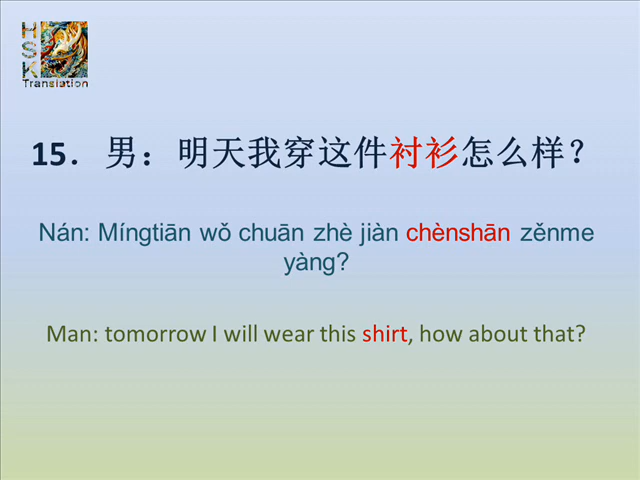 HSK
Translation
15．男：明天我穿这件衬衫怎么样？
Nán: Míngtiān wǒ chuān zhè jiàn chènshān zěnme
yàng?
Man: tomorrow I will wear this shirt, how about that?